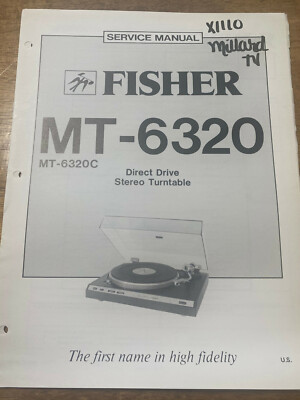 SERVICE MANUAL
X1110
Millard
TV
FISHER
MT-6320
MT-6320C
Direct Drive
Stereo Turntable
The first name in high fidelity
U.S.